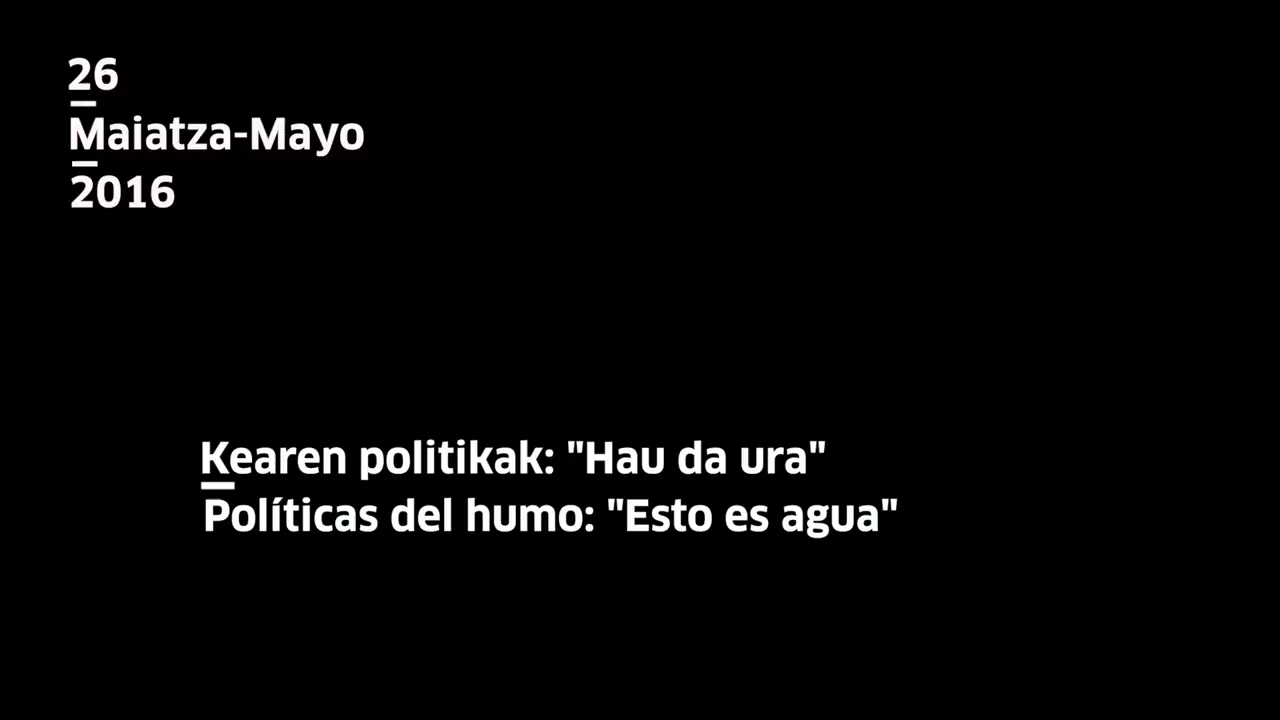 26
Maiatza-Mayo
2016
Kearen politikak: "Hau da ura"
Políticas del humo: "Esto es agua"